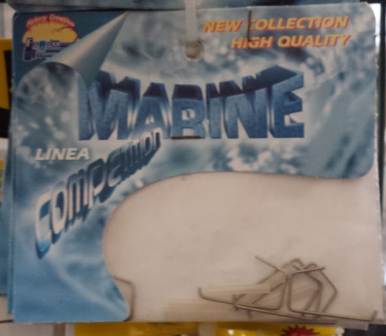 NEW COLLECTION
HIGH QUALITY
MARINE
LINEA
COMPETITION